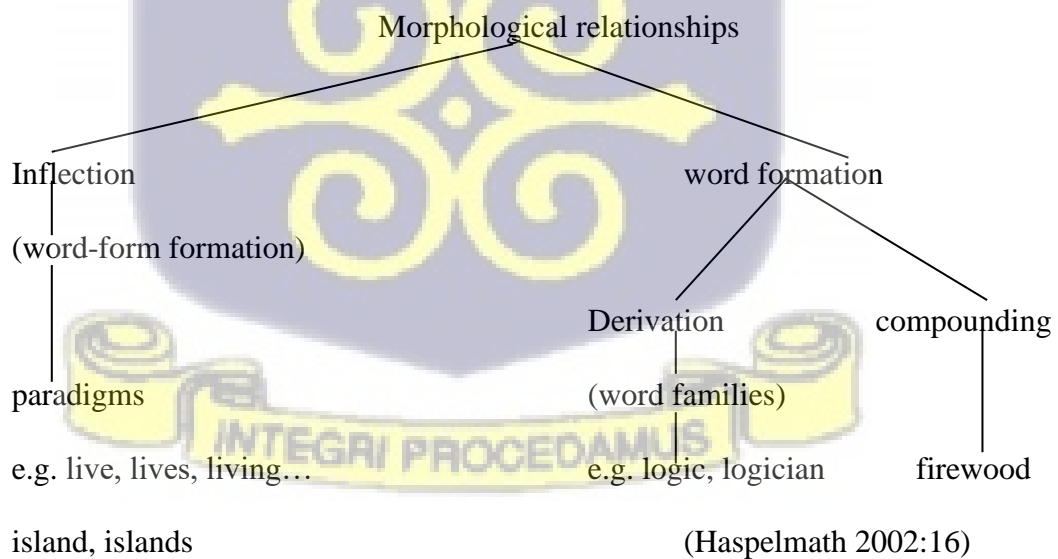 Morphological relationships
Inflection word formation
(word-form formation)
Derivation compounding
paradigms (word families)
INTEGRI PROCEDAMUS
e.g. live, lives, living… e.g. logic, logician firewood
island, islands (Haspelmath 2002:16)